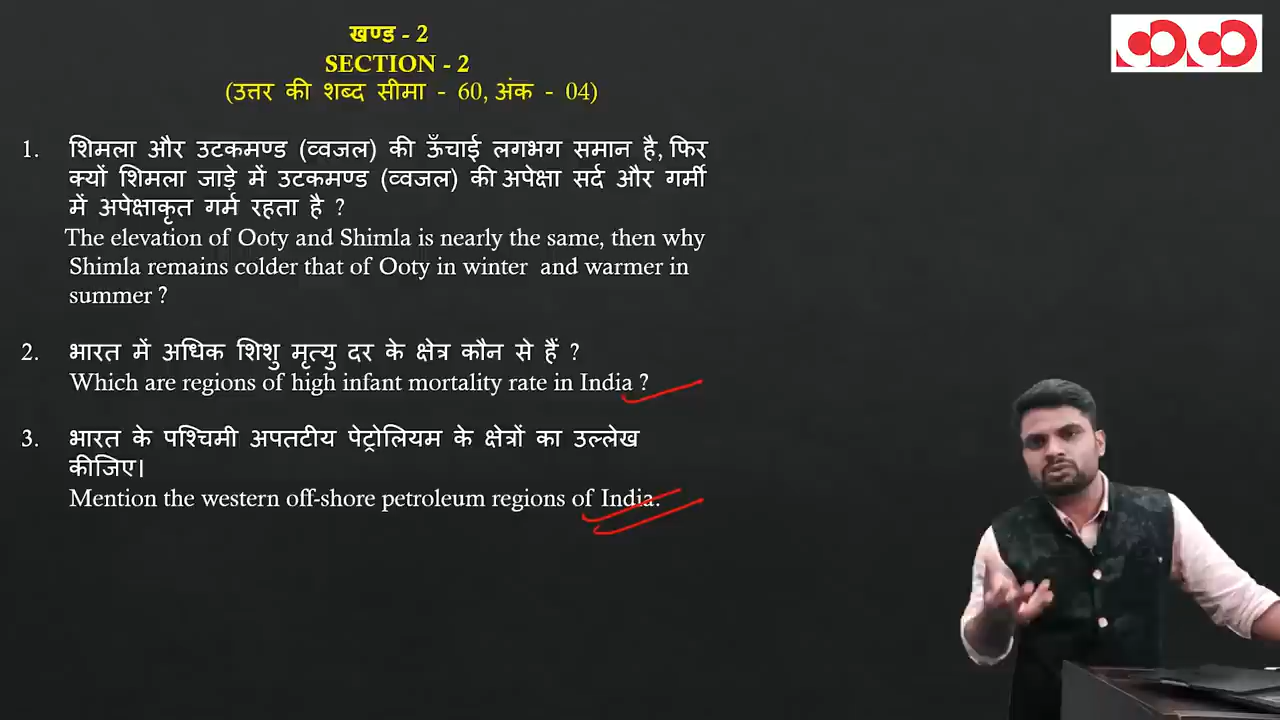 खण्ड - 2
SECTION - 2
(उत्तर की शब्द सीमा - 60, अंक - 04)
1. शिमला और उटकमण्ड (व्वजल) की ऊँचाई लगभग समान है, फिर
क्यों शिमला जाड़े में उटकमण्ड (व्वजल) की अपेक्षा सर्द और गर्मी
में अपेक्षाकृत गर्म रहता है ?
The elevation of Ooty and Shimla is nearly the same, then why
Shimla remains colder that of Ooty in winter and warmer in
summer ?
2. भारत में अधिक शिशु मृत्यु दर के क्षेत्र कौन से हैं ?
Which are regions of high infant mortality rate in India ?
3. भारत के पश्चिमी अपतटीय पेट्रोलियम के क्षेत्रों का उल्लेख
कीजिए।
Mention the western off-shore petroleum regions of India.